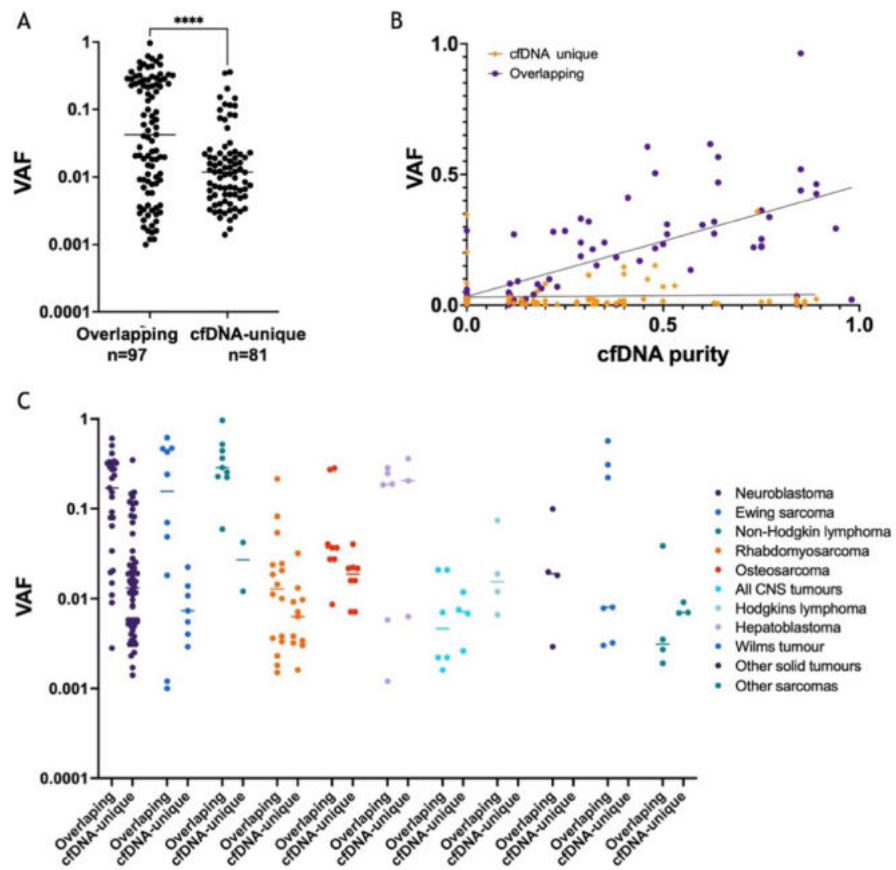 A
B
****
1
0.1
0.01
0.001
0.0001
VAF
Overlapping
n=97
cfDNA-unique
n=81
1.0
0.5
0.0
VAF
cfDNA unique
Overlapping
0.0
0.5
1.0
cfDNA purity
C
1
0.1
0.01
0.001
0.0001
VAF
Neuroblastoma
Ewing sarcoma
Non-Hodgkin lymphoma
Rhabdomyosarcoma
Osteosarcoma
All CNS tumours
Hodgkins lymphoma
Hepatoblastoma
Wilms tumour
Other solid tumours
Other sarcomas
Overlaping
cfDNA-unique
Overlaping
cfDNA-unique
Overlaping
cfDNA-unique
Overlaping
cfDNA-unique
Overlaping
cfDNA-unique
Overlaping
cfDNA-unique
Overlaping
cfDNA-unique
Overlaping
cfDNA-unique
Overlaping
cfDNA-unique
Overlaping
cfDNA-unique
Overlaping
cfDNA-unique